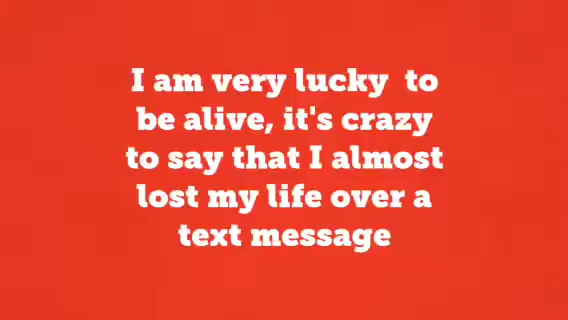 I am very lucky  to
be alive, it's crazy
to say that I almost
lost my life over a
text message